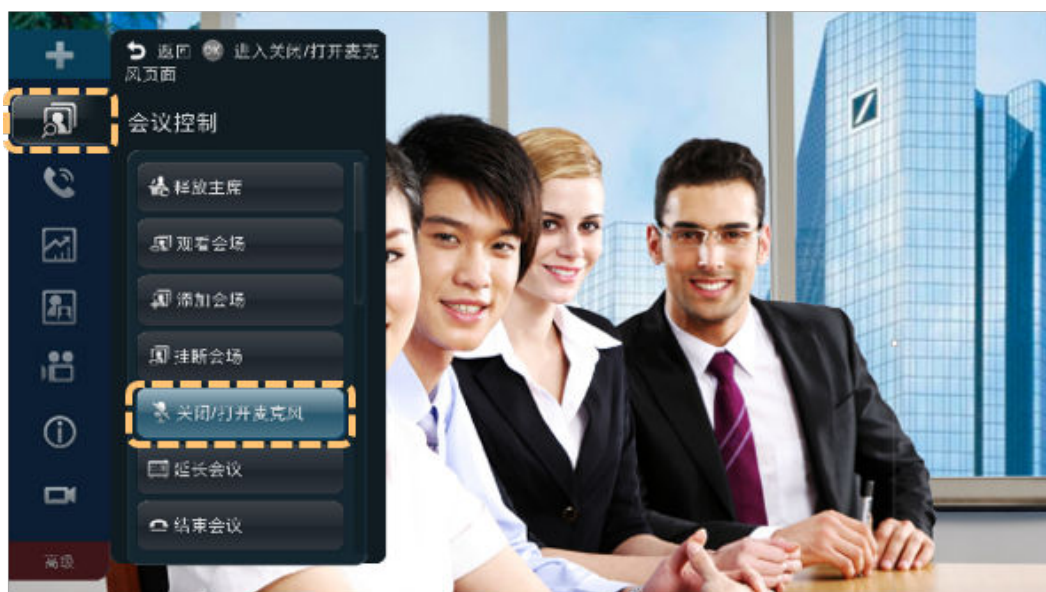 返回 OK 进入关闭/打开麦克
风页面
会议控制
释放主席
观看会场
添加会场
挂断会场
关闭/打开麦克风
延长会议
结束会议
高级